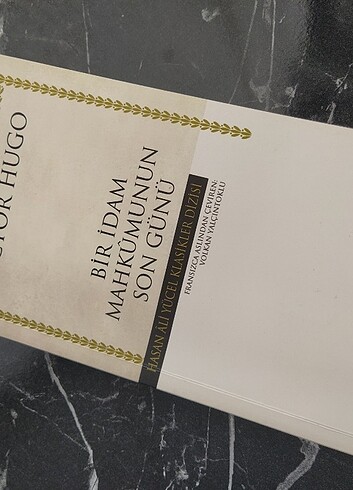 HUGO
BİR İDAM
MAHKÛMUNUN
SON GÜNÜ
HASAN ÂLİ YÜCEL KLASİKLER DİZİSİ
FRANSIZCA ASLINDAN ÇEVİREN:
VOLKAN YALÇINTOKLU